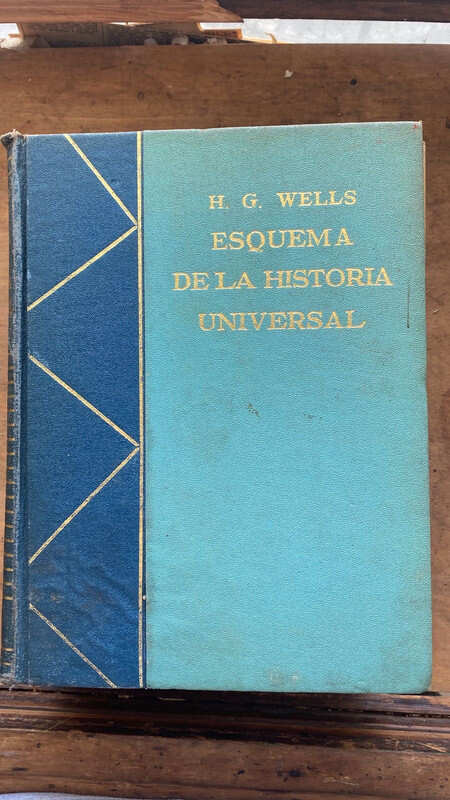 H. G. WELLS
ESQUEMA
DE LA HISTORIA
UNIVERSAL